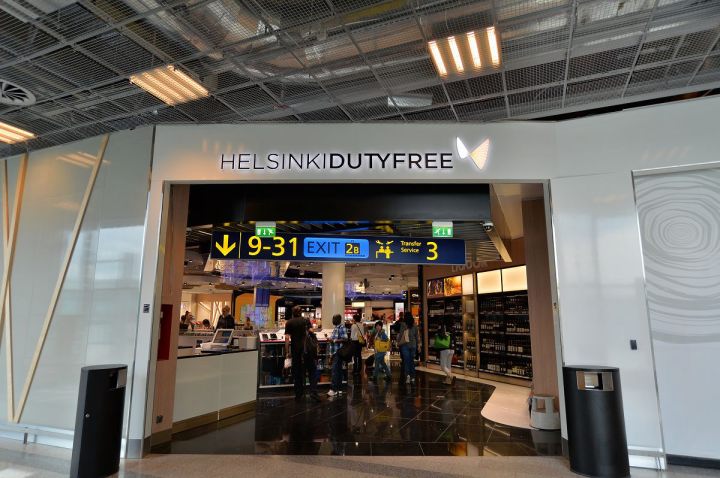 HELSINKIDUTYFREE
9-31 EXIT 2B Transfer Service 3